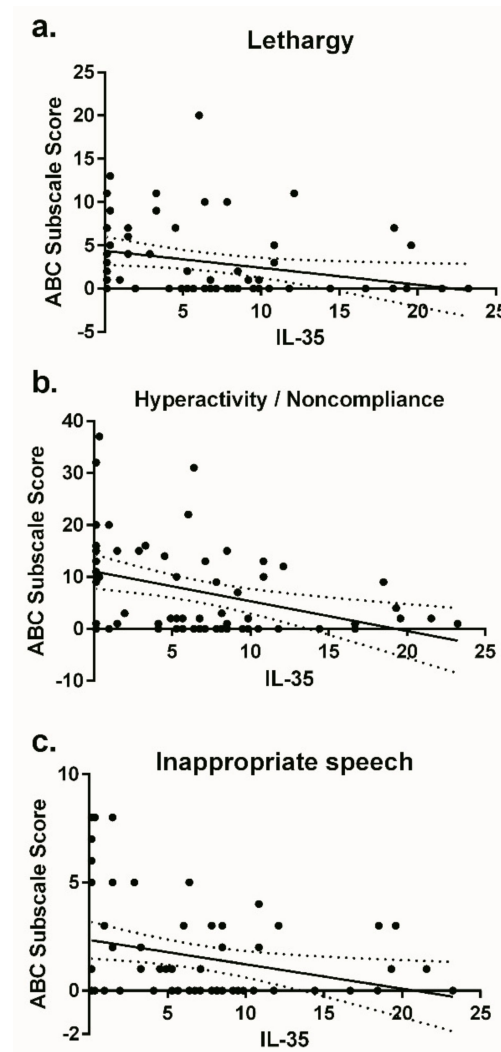 a.
Lethargy
ABC Subscale Score
25
20
15
10
5
0
-5
5
10
15
20
25
IL-35
b.
Hyperactivity / Noncompliance
ABC Subscale Score
40
30
20
10
0
-10
5
10
15
20
25
IL-35
c.
Inappropriate speech
ABC Subscale Score
10
5
0
-2
5
10
15
20
25
IL-35